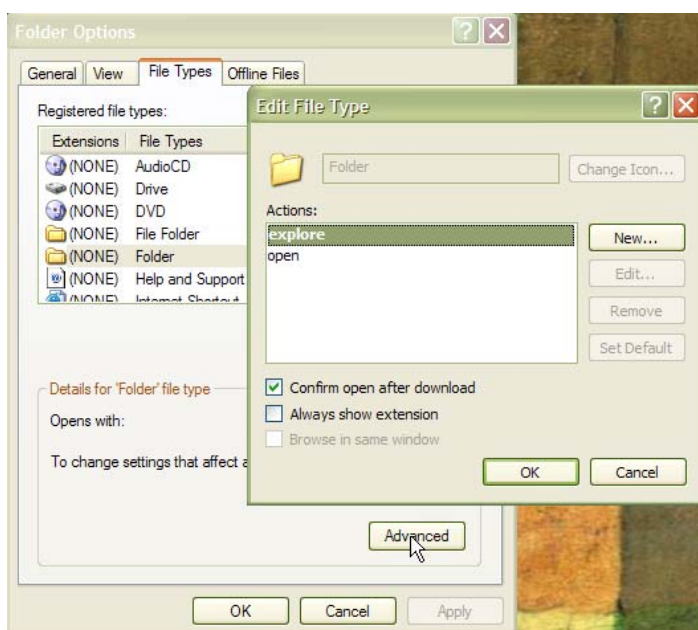 Folder Options
General View File Types Offline Files
Registered file types:
Extensions File Types
(NONE) AudioCD
(NONE) Drive
(NONE) DVD
(NONE) File Folder
(NONE) Folder
(NONE) Help and Support
(NONE) Internet Shortcut
Details for 'Folder' file type
Opens with:
To change settings that affect a
Advanced
OK Cancel Apply
Edit File Type
Folder Change Icon...
Actions:
explore
open
New...
Edit...
Remove
Set Default
Confirm open after download
Always show extension
Browse in same window
OK Cancel